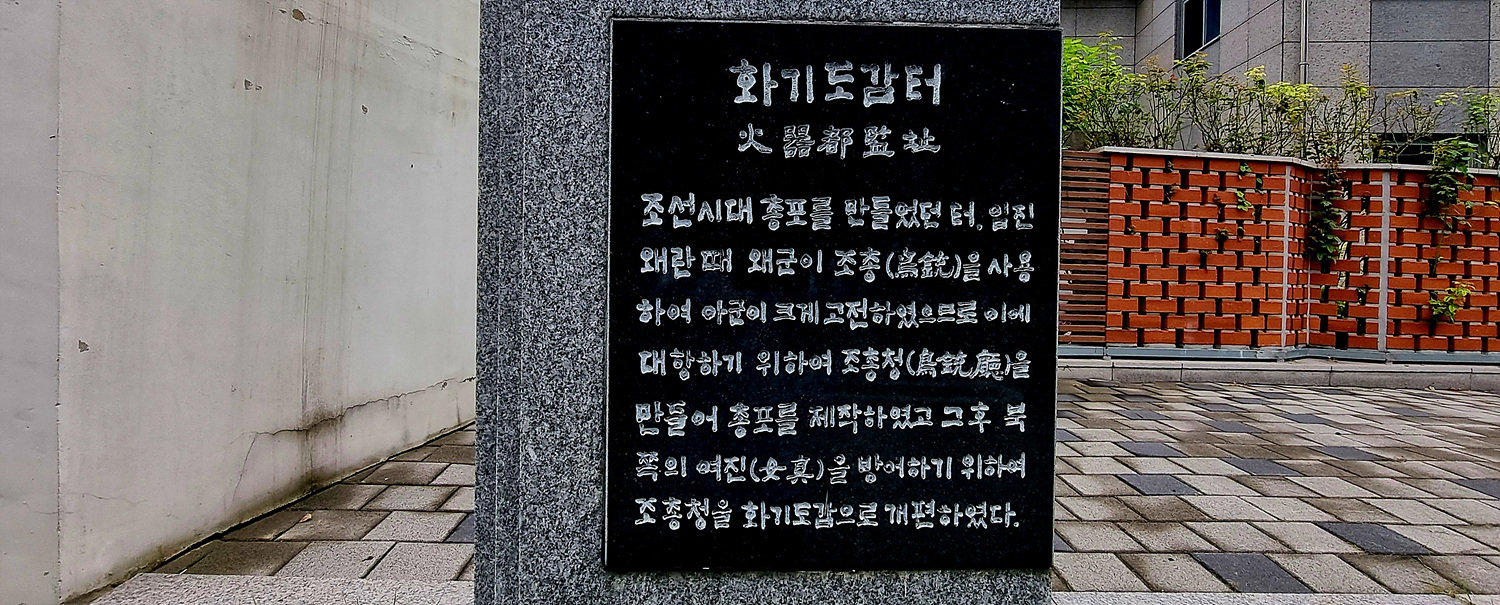 화기도감터
火器都監址
조선시대 총포를 만들었던 터. 임진
왜란 때 왜군이 조총(鳥銃)을 사용
하여 아군이 크게 고전하였으므로 이에
대항하기 위하여 조총청(鳥銃廳)을
만들어 총포를 제작하였고 그 후 북
쪽의 여진(女真)을 방어하기 위하여
조총청을 화기도감으로 개편하였다.